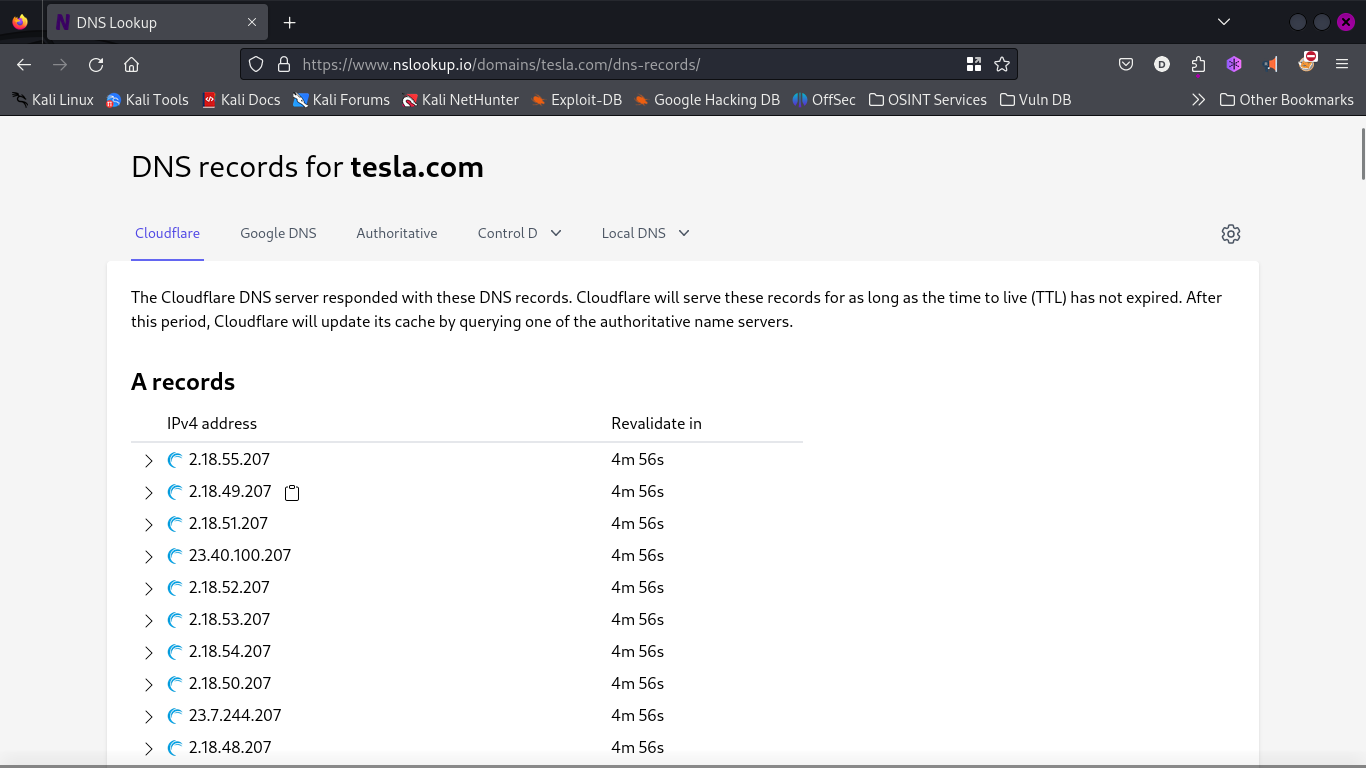 DNS Lookup
https://www.nslookup.io/domains/tesla.com/dns-records/
D
Kali Linux Kali Tools Kali Docs Kali Forums Kali NetHunter Exploit-DB Google Hacking DB OffSec OSINT Services Vuln DB Other Bookmarks
DNS records for tesla.com
Cloudflare Google DNS Authoritative Control D Local DNS
The Cloudflare DNS server responded with these DNS records. Cloudflare will serve these records for as long as the time to live (TTL) has not expired. After
this period, Cloudflare will update its cache by querying one of the authoritative name servers.
A records
IPv4 address Revalidate in
2.18.55.207 4m 56s
2.18.49.207 4m 56s
2.18.51.207 4m 56s
23.40.100.207 4m 56s
2.18.52.207 4m 56s
2.18.53.207 4m 56s
2.18.54.207 4m 56s
2.18.50.207 4m 56s
23.7.244.207 4m 56s
2.18.48.207 4m 56s